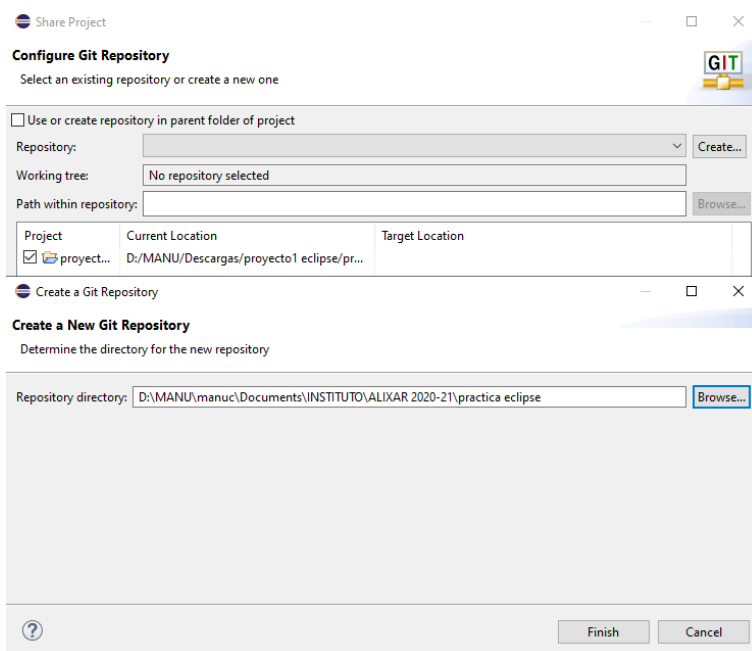 Share Project
Configure Git Repository
Select an existing repository or create a new one
GIT
Use or create repository in parent folder of project
Repository: Create...
Working tree: No repository selected
Path within repository: Browse...
Project Current Location Target Location
proyect... D:/MANU/Descargas/proyecto1 eclipse/pr...
Create a Git Repository
Create a New Git Repository
Determine the directory for the new repository
Repository directory: D:\MANU\manuc\Documents\INSTITUTO\ALIXAR 2020-21\practica eclipse Browse...
? Finish Cancel